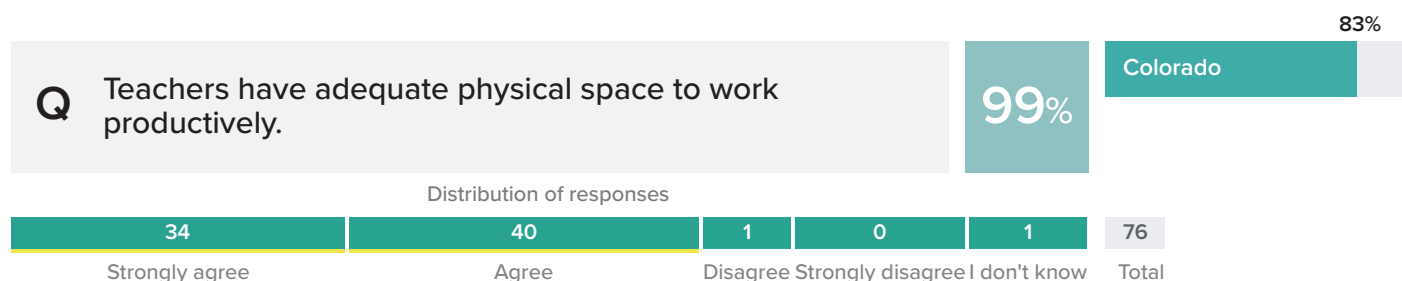 83%
Q
Teachers have adequate physical space to work
productively.
99%
Colorado
Distribution of responses
34 40 1 0 1 76
Strongly agree Agree Disagree Strongly disagree I don't know Total